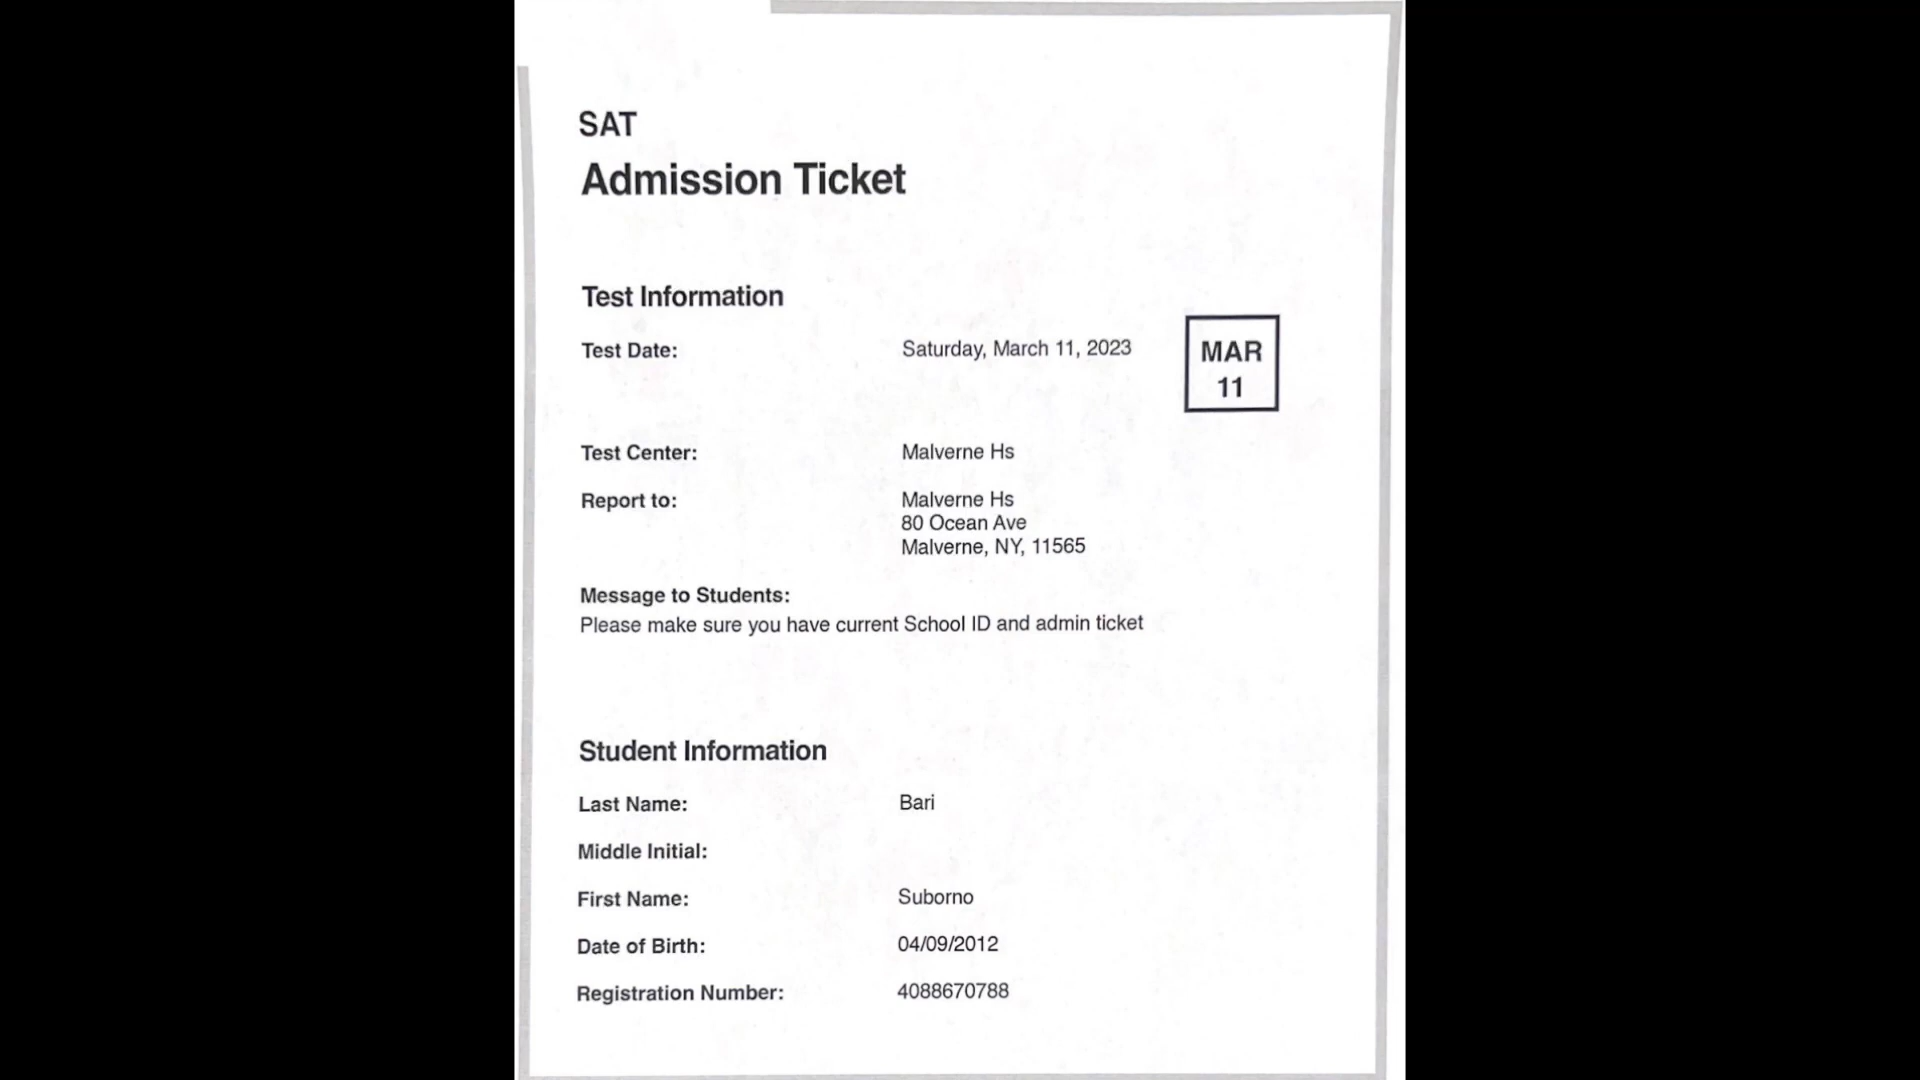 SAT
Admission Ticket
Test Information
Test Date: Saturday, March 11, 2023
MAR
11
Test Center: Malverne Hs
Report to: Malverne Hs
80 Ocean Ave
Malverne, NY, 11565
Message to Students:
Please make sure you have current School ID and admin ticket
Student Information
Last Name: Bari
Middle Initial:
First Name: Suborno
Date of Birth: 04/09/2012
Registration Number: 4088670788